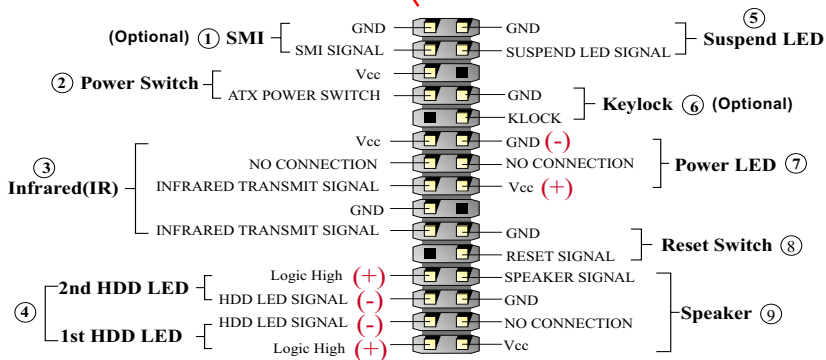 (Optional) ① SMI
GND
SMI SIGNAL
② Power Switch
Vcc
ATX POWER SWITCH
③
Infrared(IR)
Vcc
NO CONNECTION
INFRARED TRANSMIT SIGNAL
GND
INFRARED TRANSMIT SIGNAL
④
2nd HDD LED
Logic High (+)
HDD LED SIGNAL (-)
1st HDD LED
HDD LED SIGNAL (-)
Logic High (+)
GND
SUSPEND LED SIGNAL
⑤
Suspend LED
GND
KLOCK
Keylock ⑥ (Optional)
GND (-)
NO CONNECTION
Vcc (+)
Power LED ⑦
GND
RESET SIGNAL
Reset Switch ⑧
SPEAKER SIGNAL
GND
NO CONNECTION
Vcc
Speaker ⑨